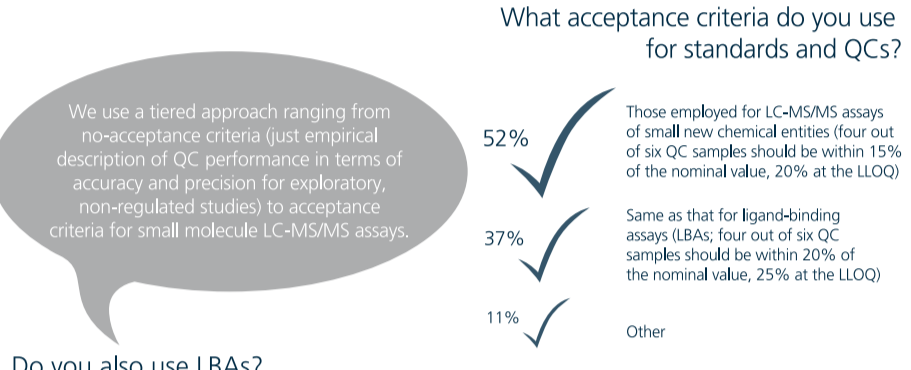 What acceptance criteria do you use
for standards and QCs?
We use a tiered approach ranging from
no-acceptance criteria (just empirical
description of QC performance in terms of
accuracy and precision for exploratory,
non-regulated studies) to acceptance
criteria for small molecule LC-MS/MS assays.
52%
Those employed for LC-MS/MS assays
of small new chemical entities (four out
of six QC samples should be within 15%
of the nominal value, 20% at the LLOQ)
37%
Same as that for ligand-binding
assays (LBAs; four out of six QC
samples should be within 20% of
the nominal value, 25% at the LLOQ)
11%
Other
Do you also use LBAs?